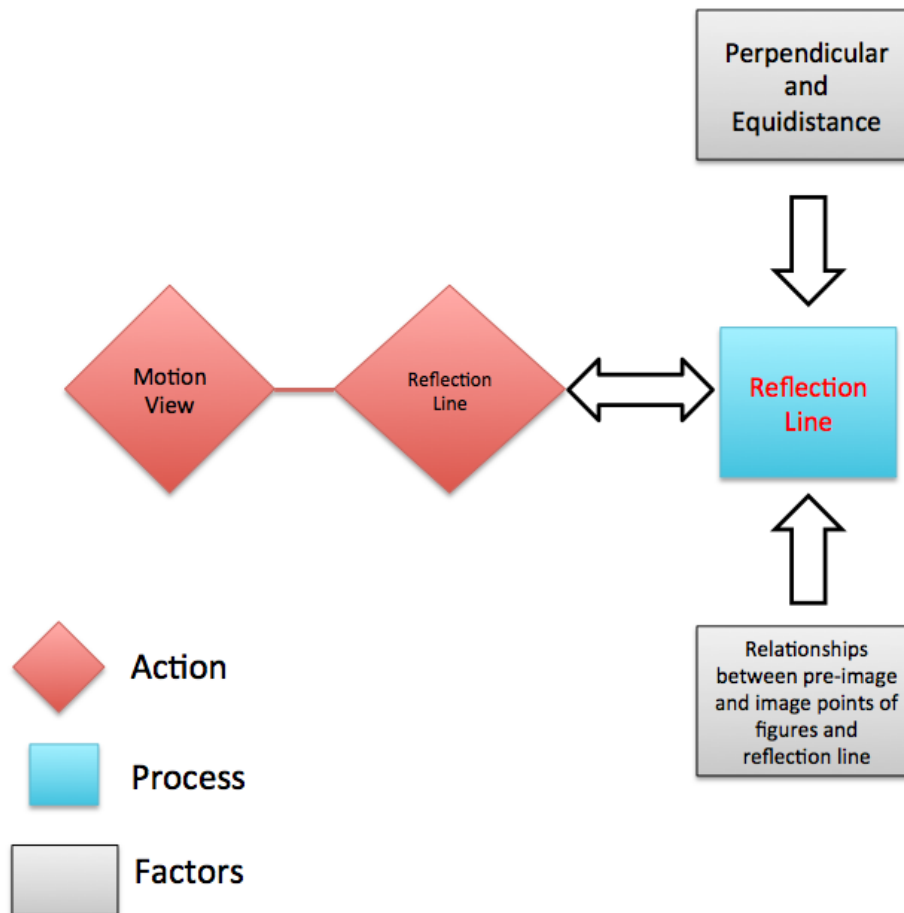 Perpendicular
and
Equidistance
Motion
View
Reflection
Line
Reflection
Line
Relationships
between pre-image
and image points of
figures and
reflection line
Action
Process
Factors